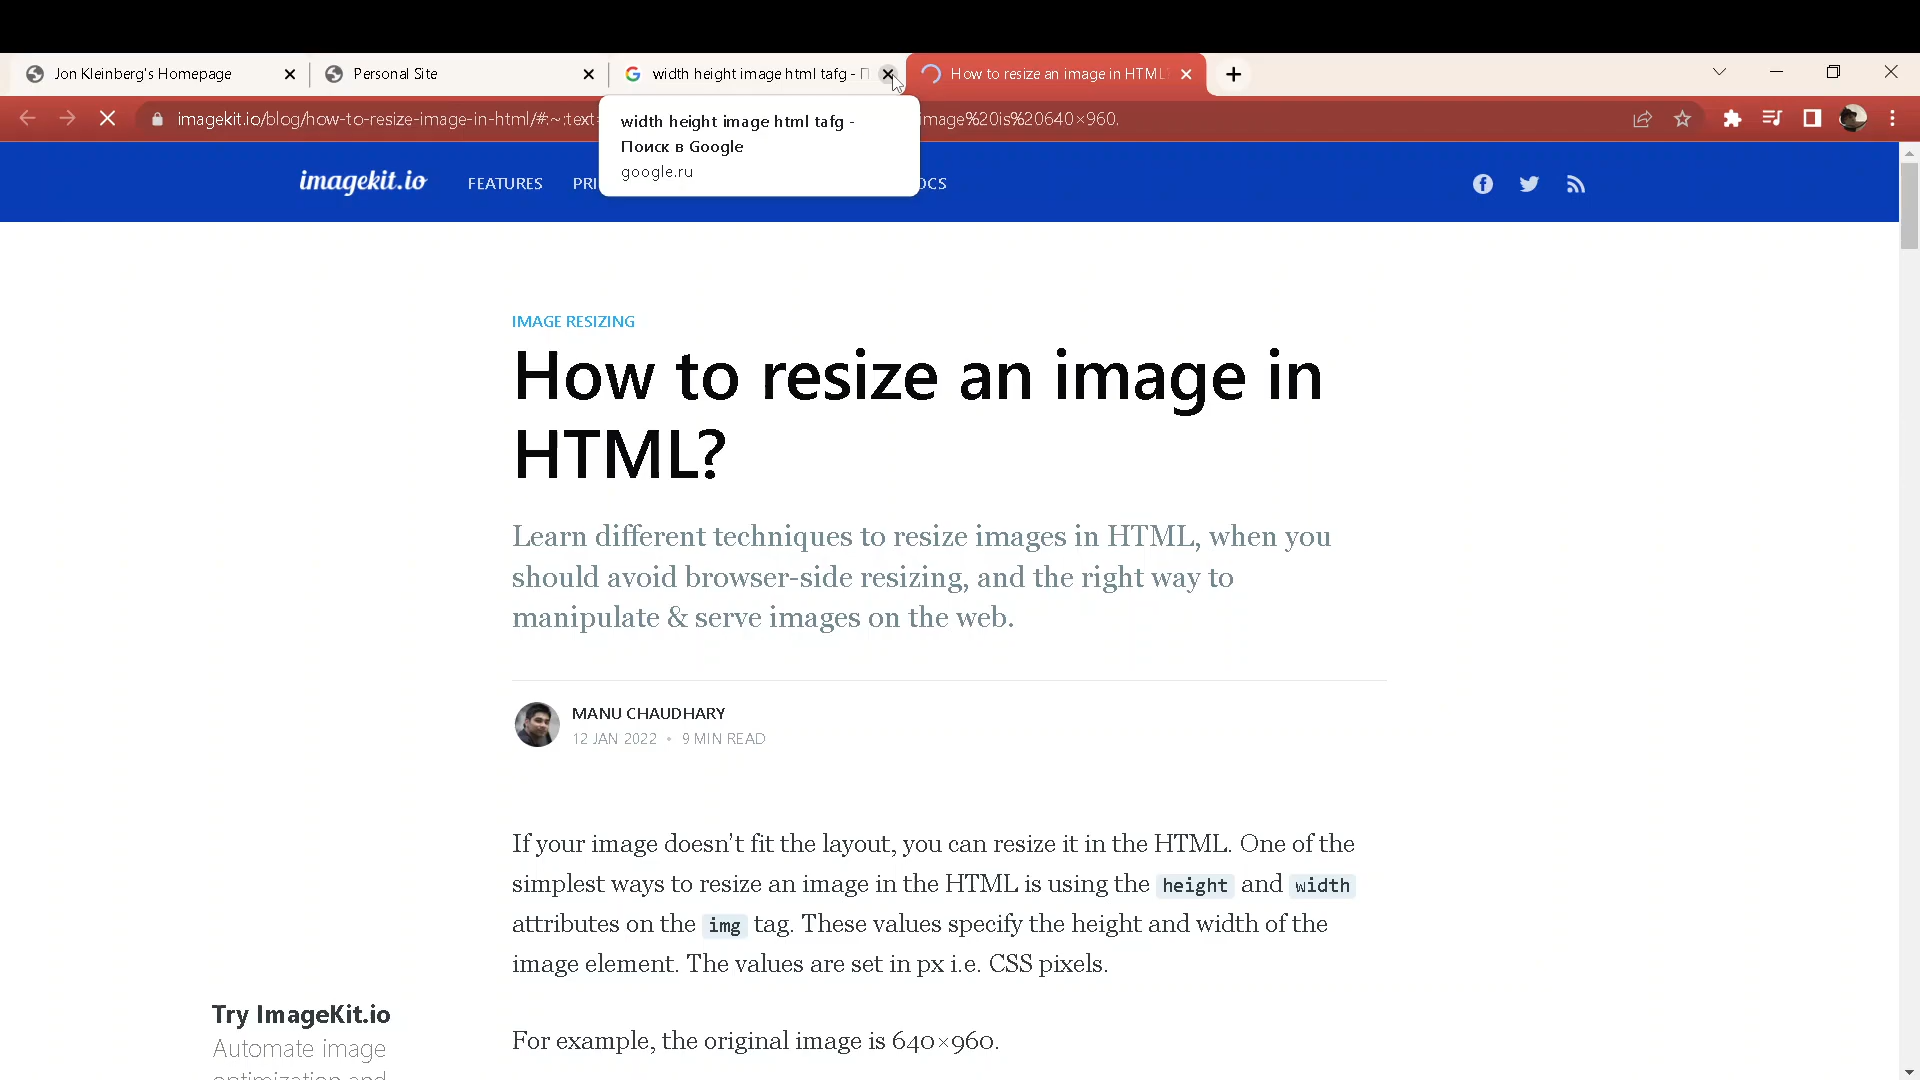 Jon Kleinberg's Homepage
Personal Site
width height image html tafg - П
How to resize an image in HTML?
imagekit.io/blog/how-to-resize-image-in-html/#:~:text=
image%20is%20640×960.
width height image html tafg -
Поиск в Google
google.ru
imagekit.io
FEATURES
PRI
OCS
IMAGE RESIZING
How to resize an image in
HTML?
Learn different techniques to resize images in HTML, when you
should avoid browser-side resizing, and the right way to
manipulate & serve images on the web.
MANU CHAUDHARY
12 JAN 2022 • 9 MIN READ
If your image doesn’t fit the layout, you can resize it in the HTML. One of the
simplest ways to resize an image in the HTML is using the height and width
attributes on the img tag. These values specify the height and width of the
image element. The values are set in px i.e. CSS pixels.
Try ImageKit.io
Automate image
optimization and
For example, the original image is 640×960.